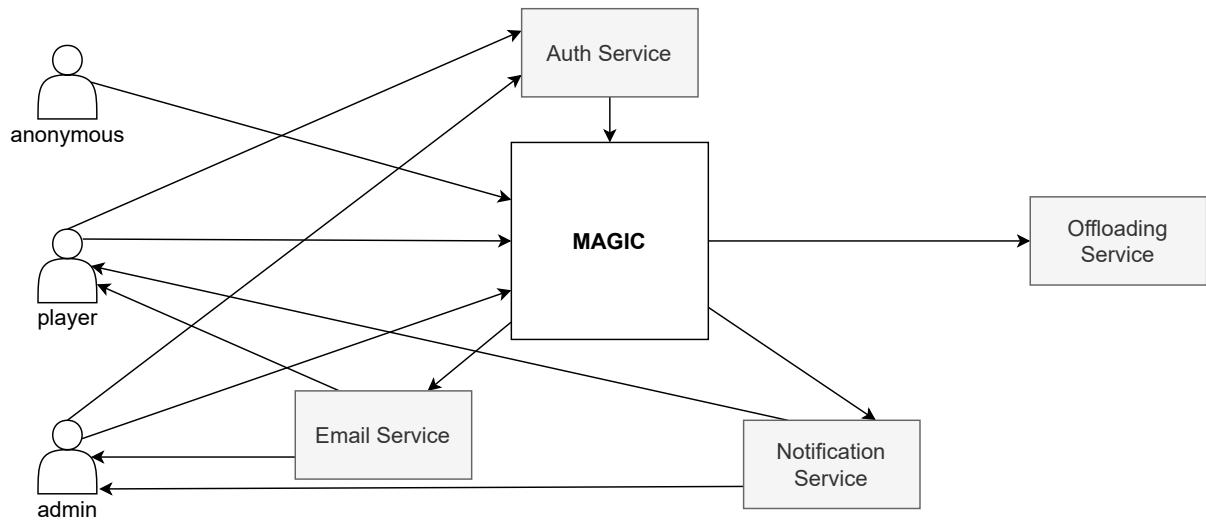 Auth Service
anonymous
MAGIC
Offloading
Service
player
Email Service
Notification
Service
admin